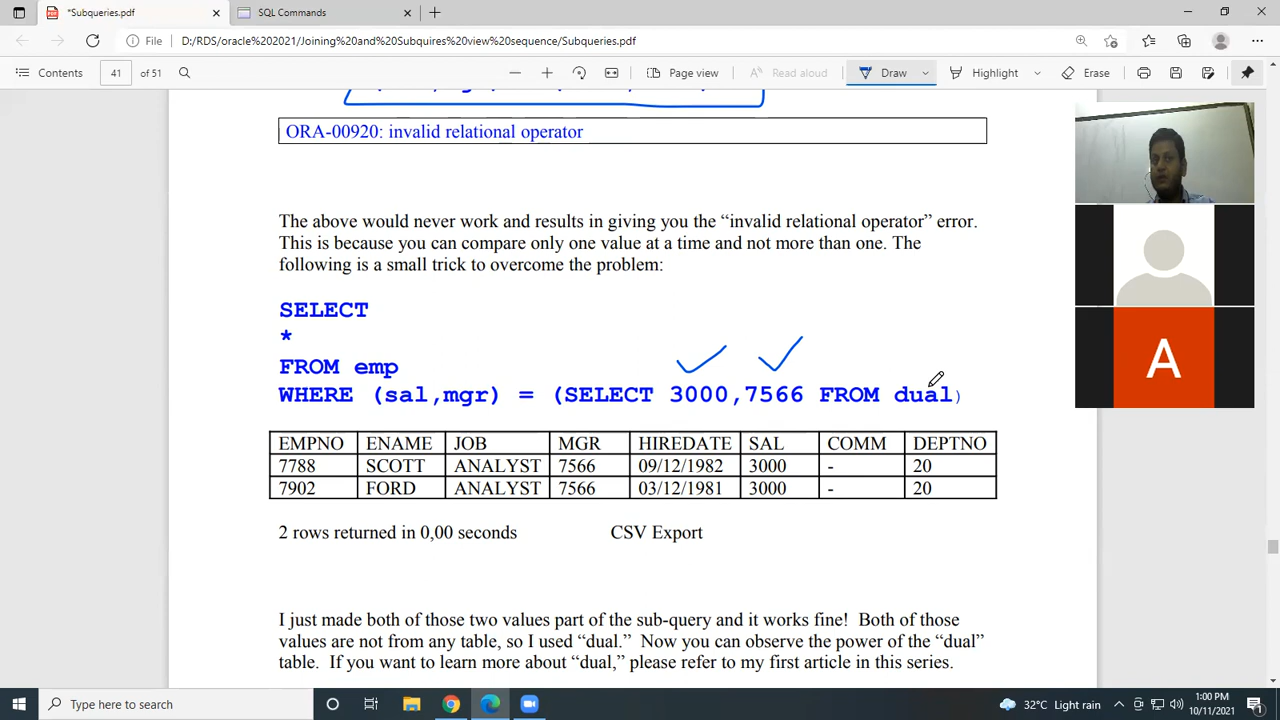 *Subqueries.pdf
SQL Commands
File
D:/RDS/oracle%202021/Joining%20and%20Subquires%20view%20sequence/Subqueries.pdf
Contents
41
of 51
Page view
Read aloud
Draw
Highlight
Erase
ORA-00920: invalid relational operator
The above would never work and results in giving you the “invalid relational operator” error.
This is because you can compare only one value at a time and not more than one. The
following is a small trick to overcome the problem:
SELECT
*
FROM emp
WHERE (sal,mgr) = (SELECT 3000,7566 FROM dual)
EMPNO ENAME JOB MGR HIREDATE SAL COMM DEPTNO
7788 SCOTT ANALYST 7566 09/12/1982 3000 - 20
7902 FORD ANALYST 7566 03/12/1981 3000 - 20
2 rows returned in 0,00 seconds CSV Export
I just made both of those two values part of the sub-query and it works fine! Both of those
values are not from any table, so I used “dual.” Now you can observe the power of the “dual”
table. If you want to learn more about “dual,” please refer to my first article in this series.
A
Type here to search
32°C Light rain
1:00 PM
10/11/2021
1